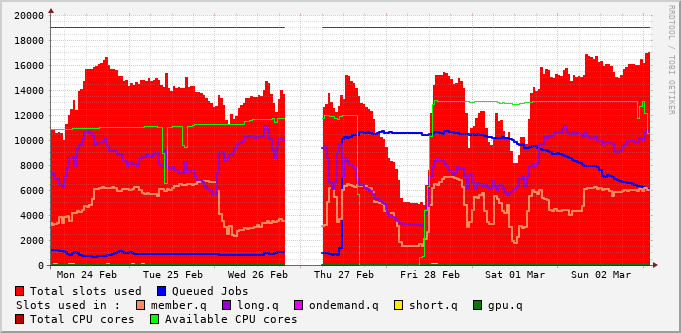 20000
18000
16000
14000
12000
10000
8000
6000
4000
2000
0
Mon 24 Feb Tue 25 Feb Wed 26 Feb Thu 27 Feb Fri 28 Feb Sat 01 Mar Sun 02 Mar
RRDTOOL / TOBI OETIKER
Total slots used Queued Jobs
Slots used in : member.q long.q ondemand.q short.q gpu.q
Total CPU cores Available CPU cores